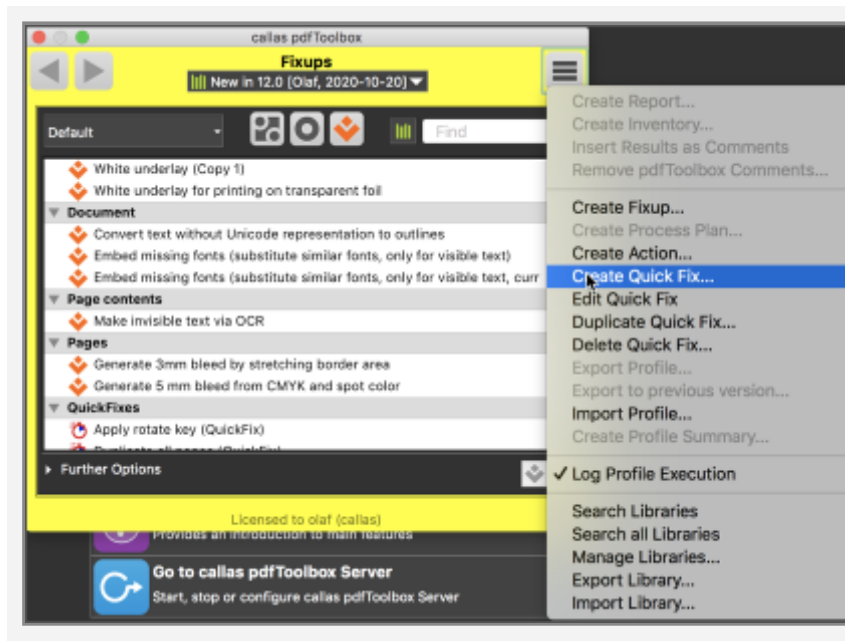 callas pdfToolbox
Fixups
New in 12.0 [Olaf, 2020-10-20]
Default
Find
White underlay (Copy 1)
White underlay for printing on transparent foil
Document
Convert text without Unicode representation to outlines
Embed missing fonts (substitute similar fonts, only for visible text)
Embed missing fonts (substitute similar fonts, only for visible text, curr
Page contents
Make invisible text via OCR
Pages
Generate 3mm bleed by stretching border area
Generate 5 mm bleed from CMYK and spot color
QuickFixes
Apply rotate key (QuickFix)
Duplicate all pages (QuickFix)
Further Options
Licensed to olaf (callas)
Provides an introduction to main features
Go to callas pdfToolbox Server
Start, stop or configure callas pdfToolbox Server
Create Report...
Create Inventory...
Insert Results as Comments
Remove pdfToolbox Comments...
Create Fixup...
Create Process Plan...
Create Action...
Create Quick Fix...
Edit Quick Fix
Duplicate Quick Fix...
Delete Quick Fix...
Export Profile...
Export to previous version...
Import Profile...
Create Profile Summary...
Log Profile Execution
Search Libraries
Search all Libraries
Manage Libraries...
Export Library...
Import Library...